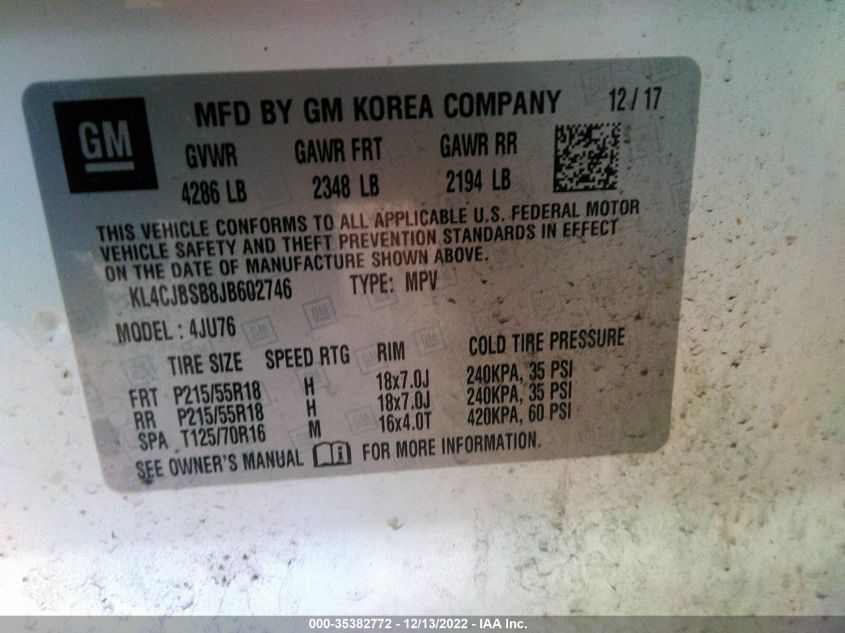 GM
MFD BY GM KOREA COMPANY 12 / 17
GVWR GAWR FRT GAWR RR
4286 LB 2348 LB 2194 LB
THIS VEHICLE CONFORMS TO ALL APPLICABLE U.S. FEDERAL MOTOR
VEHICLE SAFETY AND THEFT PREVENTION STANDARDS IN EFFECT
ON THE DATE OF MANUFACTURE SHOWN ABOVE.
KL4CJBSB8JB602746 TYPE: MPV
MODEL : 4JU76
TIRE SIZE SPEED RTG RIM COLD TIRE PRESSURE
FRT P215/55R18 H 18x7.0J 240KPA, 35 PSI
RR P215/55R18 H 18x7.0J 240KPA, 35 PSI
SPA T125/70R16 M 16x4.0T 420KPA, 60 PSI
SEE OWNER'S MANUAL FOR MORE INFORMATION.
000-35382772 - 12/13/2022 - IAA Inc.